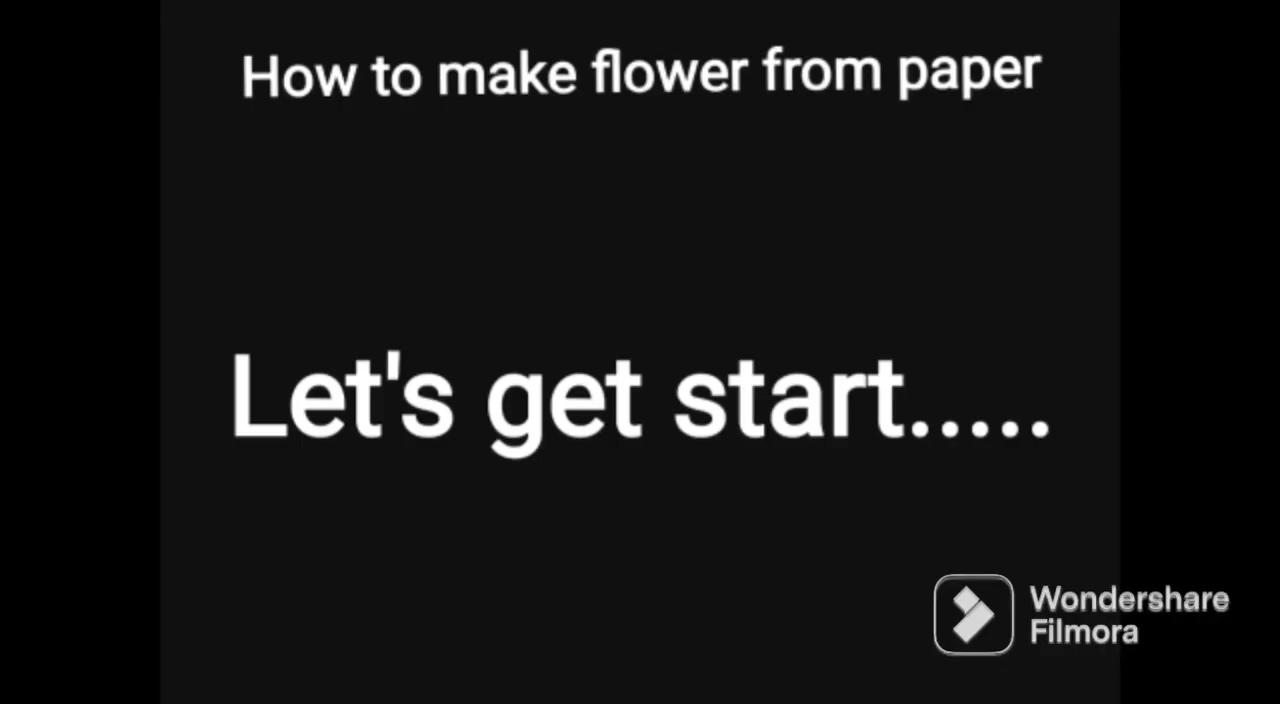 How to make flower from paper
Let's get start.....
Wondershare
Filmora